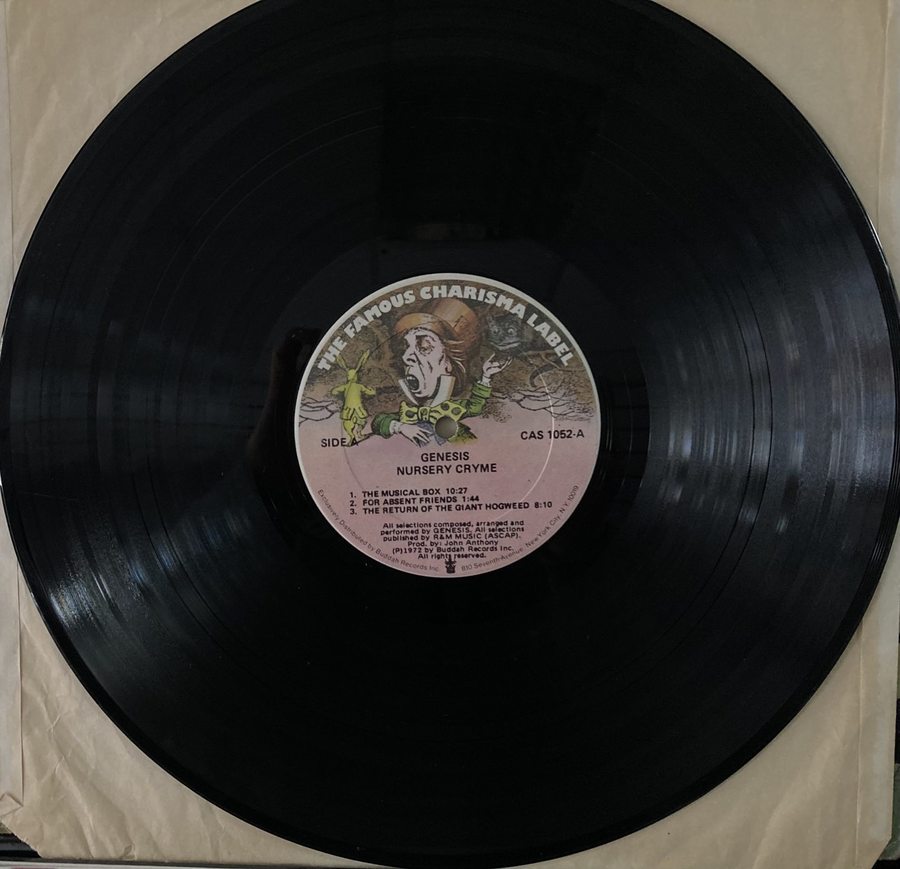 THE FAMOUS CHARISMA LABEL
SIDE A
CAS 1052-A
GENESIS
NURSERY CRYME
1. THE MUSICAL BOX 10:27
2. FOR ABSENT FRIENDS 1:44
3. THE RETURN OF THE GIANT HOGWEED 8:10
All selections composed, arranged and
performed by GENESIS. All selections
published by R&M MUSIC (ASCAP).
Prod. by: John Anthony
(P)1972 by Buddah Records Inc.
All rights reserved.
Exclusively Distributed by Buddah Records Inc. 810 Seventh Avenue, New York City, N.Y. 10019